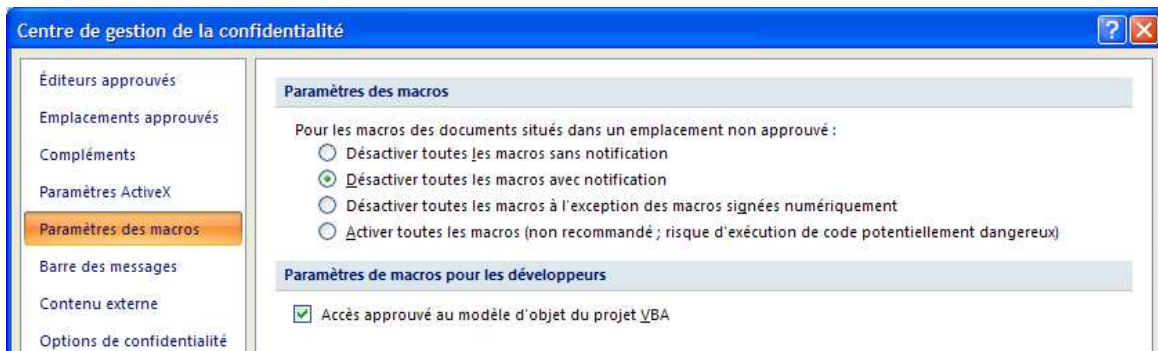 Centre de gestion de la confidentialité
Éditeurs approuvés
Emplacements approuvés
Compléments
Paramètres ActiveX
Paramètres des macros
Barre des messages
Contenu externe
Options de confidentialité
Paramètres des macros
Pour les macros des documents situés dans un emplacement non approuvé :
Désactiver toutes les macros sans notification
Désactiver toutes les macros avec notification
Désactiver toutes les macros à l'exception des macros signées numériquement
Activer toutes les macros (non recommandé ; risque d'exécution de code potentiellement dangereux)
Paramètres de macros pour les développeurs
Accès approuvé au modèle d'objet du projet VBA